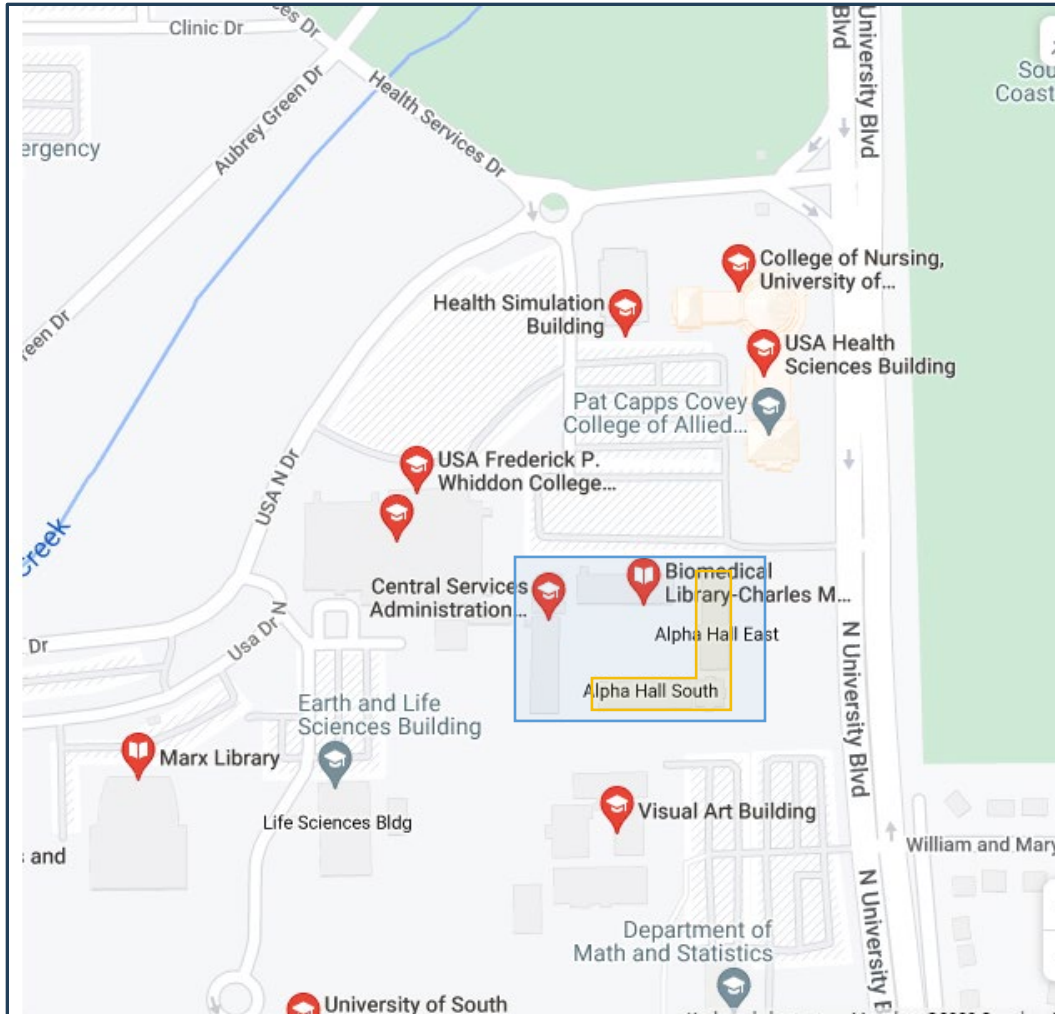 Clinic Dr
ces Dr
Blvd
University Blvd
Sou
Coast
ergency
Aubrey Green Dr
Health Services Dr
reen Dr
College of Nursing,
University of...
Health Simulation
Building
USA Health
Sciences Building
Pat Capps Covey
College of Allied...
USA N Dr
USA Frederick P.
Whiddon College...
Creek
Central Services
Administration...
Biomedical
Library-Charles M...
Alpha Hall East
Alpha Hall South
Dr
Usa Dr N
N University Blvd
Earth and Life
Sciences Building
Marx Library
Life Sciences Bldg
Visual Art Building
s and
William and Mary
N University B
Department of
Math and Statistics
University of South